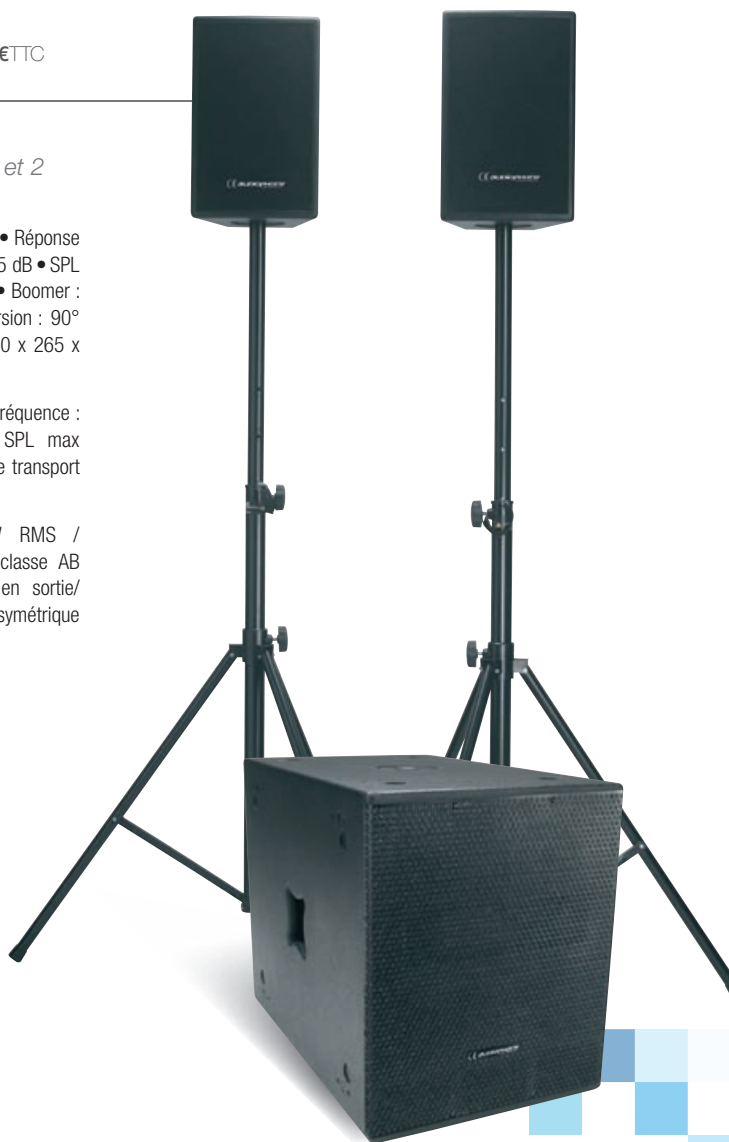 €TTC
et 2
• Réponse
5 dB • SPL
• Boomer :
rsion : 90°
0 x 265 x
réquence :
SPL max
e transport
RMS /
classe AB
en sortie/
symétrique